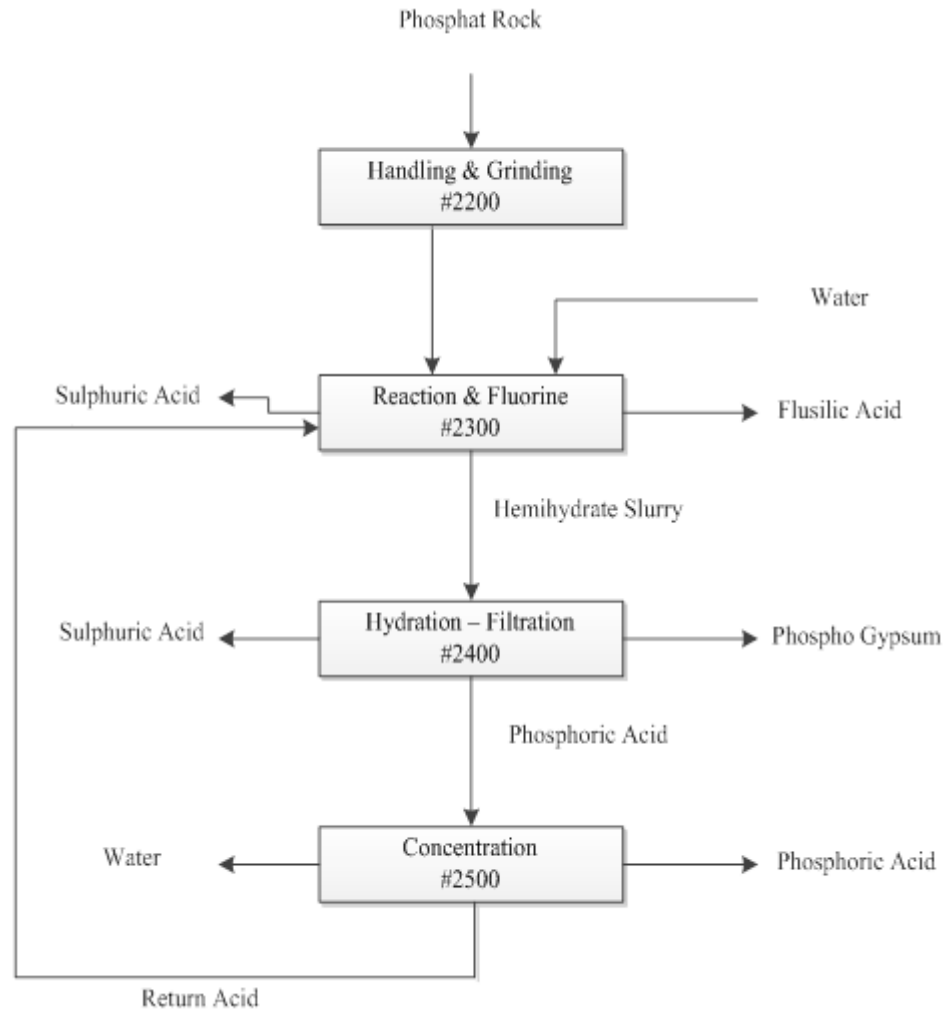 Phosphat Rock
Handling & Grinding
#2200
Water
Sulphuric Acid
Reaction & Fluorine
#2300
Flusilic Acid
Hemihydrate Slurry
Sulphuric Acid
Hydration – Filtration
#2400
Phospho Gypsum
Phosphoric Acid
Water
Concentration
#2500
Phosphoric Acid
Return Acid